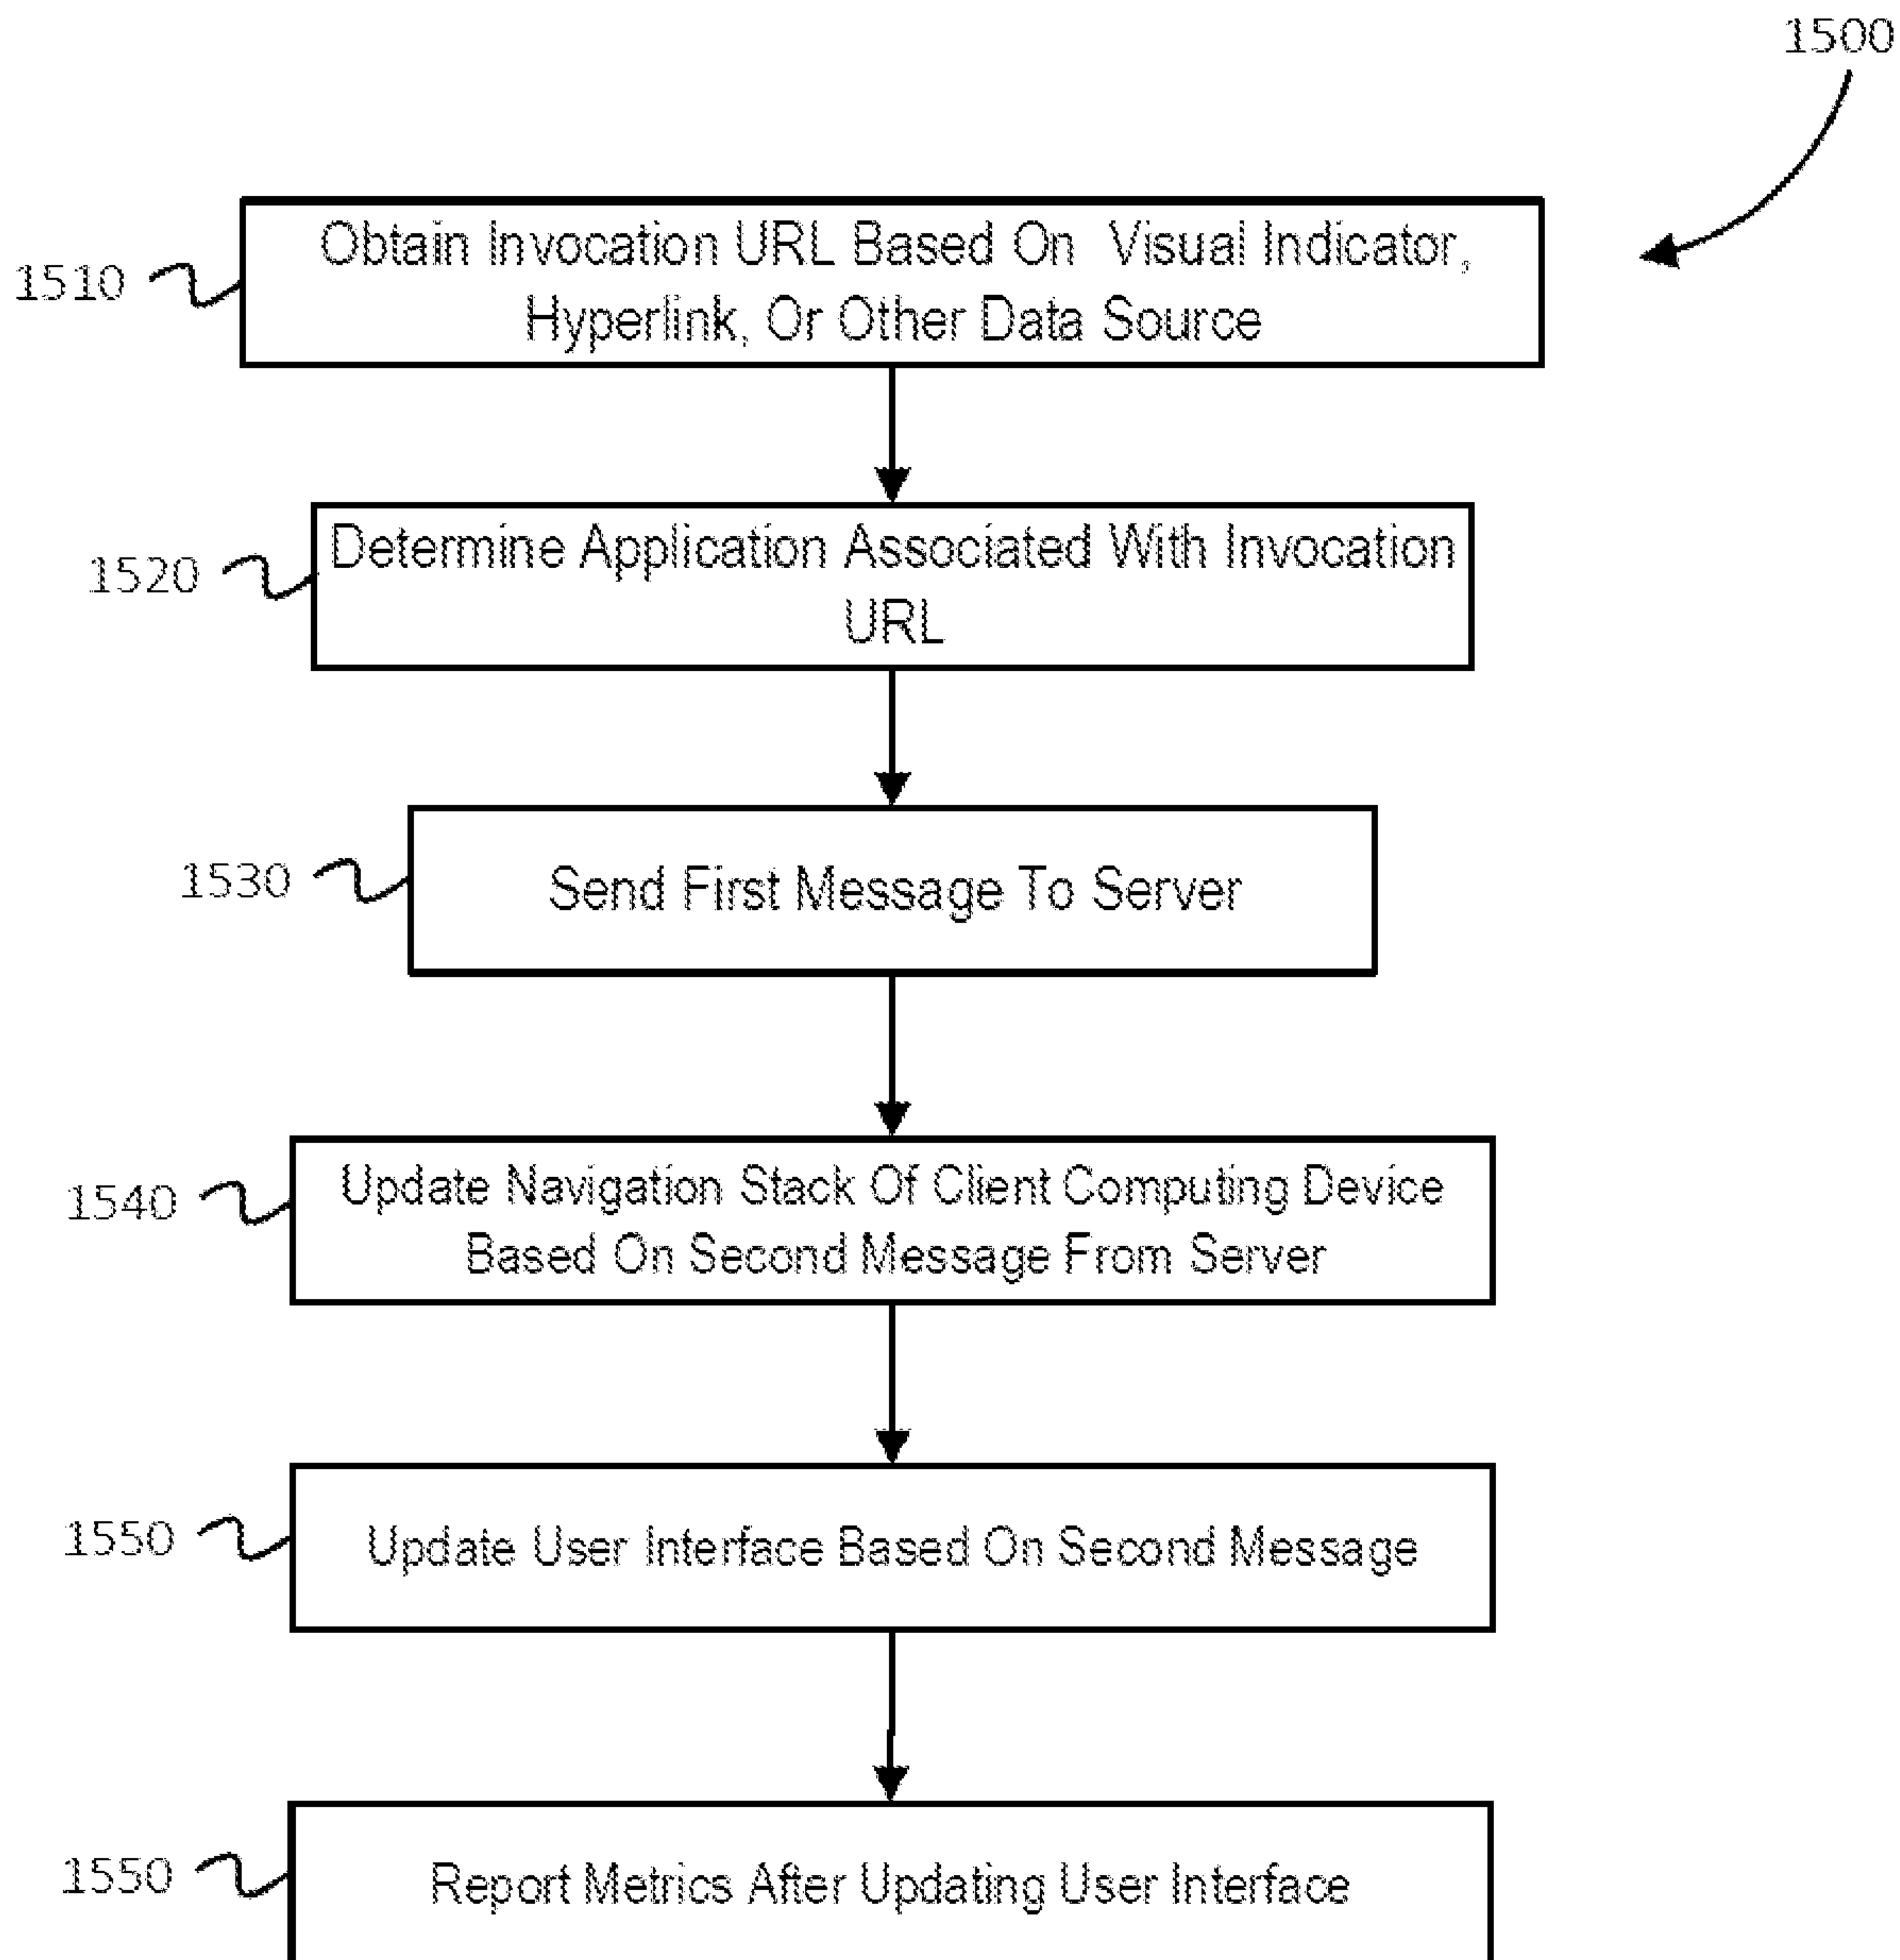 1500
1510
Obtain Invocation URL Based On Visual Indicator,
Hyperlink, Or Other Data Source
1520
Determine Application Associated With Invocation
URL
1530
Send First Message To Server
1540
Update Navigation Stack Of Client Computing Device
Based On Second Message From Server
1550
Update User Interface Based On Second Message
1550
Report Metrics After Updating User Interface